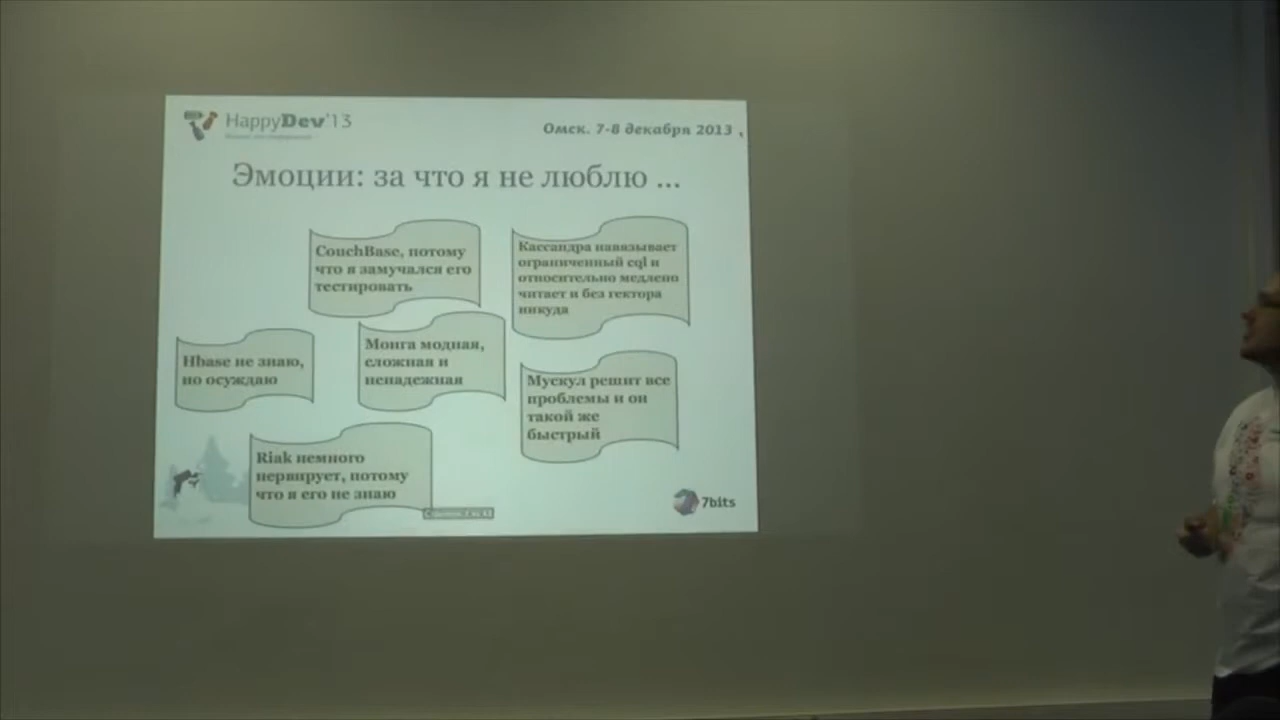 HappyDev'13
Омск. 7-8 декабря 2013
Эмоции: за что я не люблю ...
CouchBase, потому
что я замучался его
тестировать
Кассандра навязывает
ограниченный cql и
относительно медлено
читает и без гектора
никуда
Hbase не знаю,
но осуждаю
Монга модная,
сложная и
ненадежная
Мускул решит все
проблемы и он
такой же
быстрый
Riak немного
нервирует, потому
что я его не знаю
7bits